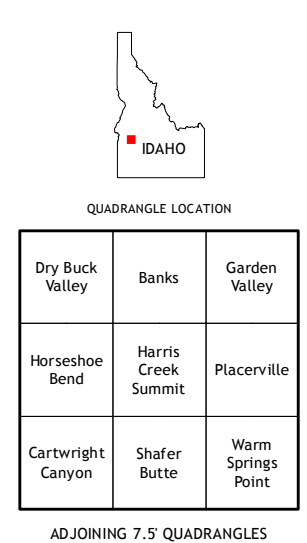 IDAHO
QUADRANGLE LOCATION
Dry Buck
Valley
Banks
Garden
Valley
Horseshoe
Bend
Harris
Creek
Summit
Placerville
Cartwright
Canyon
Shafer
Butte
Warm
Springs
Point
ADJOINING 7.5' QUADRANGLES